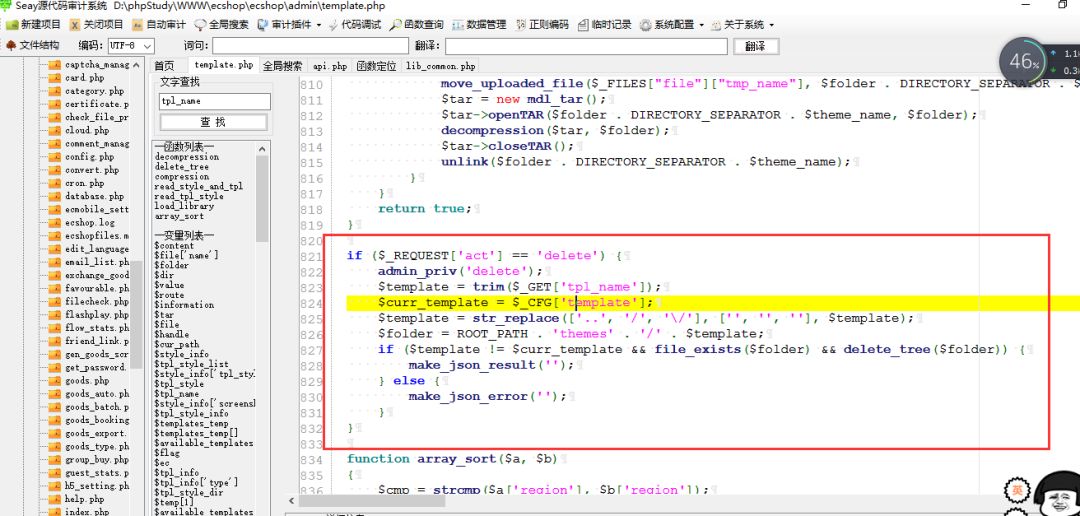 Seay源代码审计系统 D:\phpStudy\WWW\ecshop\ecshop\admin\template.php
新建项目 关闭项目 自动审计 全局搜索 审计插件 代码调试 函数查询 数据管理 正则编码 临时记录 系统配置 关于系统
文件结构 编码: UTF-8 词句: 翻译: 翻译
首页 template.php 全局搜索 api.php 函数定位 lib_common.php
captcha_manag
card.php
category.php
certificate.p
check_file_pr
cloud.php
comment_manag
config.php
convert.php
cron.php
database.php
ecmobile_sett
ecshop.log
ecshopfiles.m
edit_language
email_list.ph
exchange_good
favourable.ph
filecheck.php
flashplay.php
flow_stats.ph
friend_link.p
gen_goods_scr
get_password.
goods.php
goods_auto.ph
goods_batch.p
goods_booking
goods_export.
goods_type.ph
group_buy.php
guest_stats.p
h5_setting.ph
help.php
index.php
文字查找
tpl_name
查 找
—函数列表—
decompression
delete_tree
compression
read_style_and_tpl
read_tpl_style
load_library
array_sort
—变量列表—
$content
$file['name']
$folder
$dir
$value
$route
$information
$tar
$file
$handle
$cur_path
$style_info
$tpl_style_list
$style_info['tpl_styl
$tpl_style
$tpl_name
$style_info['screensh
$tpl_style_info
$templates_temp
$templates_temp[]
$available_templates
$flag
$ec
$tpl_info
$tpl_info['type']
$tpl_style_dir
$temp[1]
$available_templates
810 move_uploaded_file($_FILES["file"]["tmp_name"], $folder . DIRECTORY_SEPARATOR . $
811 $tar = new mdl_tar();
812 $tar->openTAR($folder . DIRECTORY_SEPARATOR . $theme_name, $folder);
813 decompression($tar, $folder);
814 $tar->closeTAR();
815 unlink($folder . DIRECTORY_SEPARATOR . $theme_name);
816 }
817 }
818 return true;
819 }
820
821 if ($_REQUEST['act'] == 'delete') {
822 admin_priv('delete');
823 $template = trim($_GET['tpl_name']);
824 $curr_template = $_CFG['template'];
825 $template = str_replace(['..', '/', '\/'], ['', '', ''], $template);
826 $folder = ROOT_PATH . 'themes' . '/' . $template;
827 if ($template != $curr_template && file_exists($folder) && delete_tree($folder)) {
828 make_json_result('');
829 } else {
830 make_json_error('');
831 }
832 }
833
834 function array_sort($a, $b)
835 {
836 $cmp = strcmp($a['region'], $b['region']);
46%
1.1
0.3
英